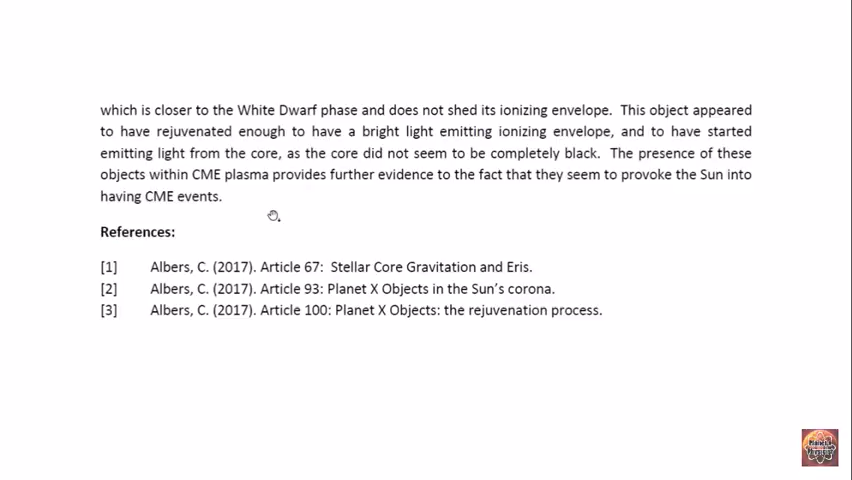 which is closer to the White Dwarf phase and does not shed its ionizing envelope. This object appeared
to have rejuvenated enough to have a bright light emitting ionizing envelope, and to have started
emitting light from the core, as the core did not seem to be completely black. The presence of these
objects within CME plasma provides further evidence to the fact that they seem to provoke the Sun into
having CME events.
References:
[1] Albers, C. (2017). Article 67: Stellar Core Gravitation and Eris.
[2] Albers, C. (2017). Article 93: Planet X Objects in the Sun's corona.
[3] Albers, C. (2017). Article 100: Planet X Objects: the rejuvenation process.